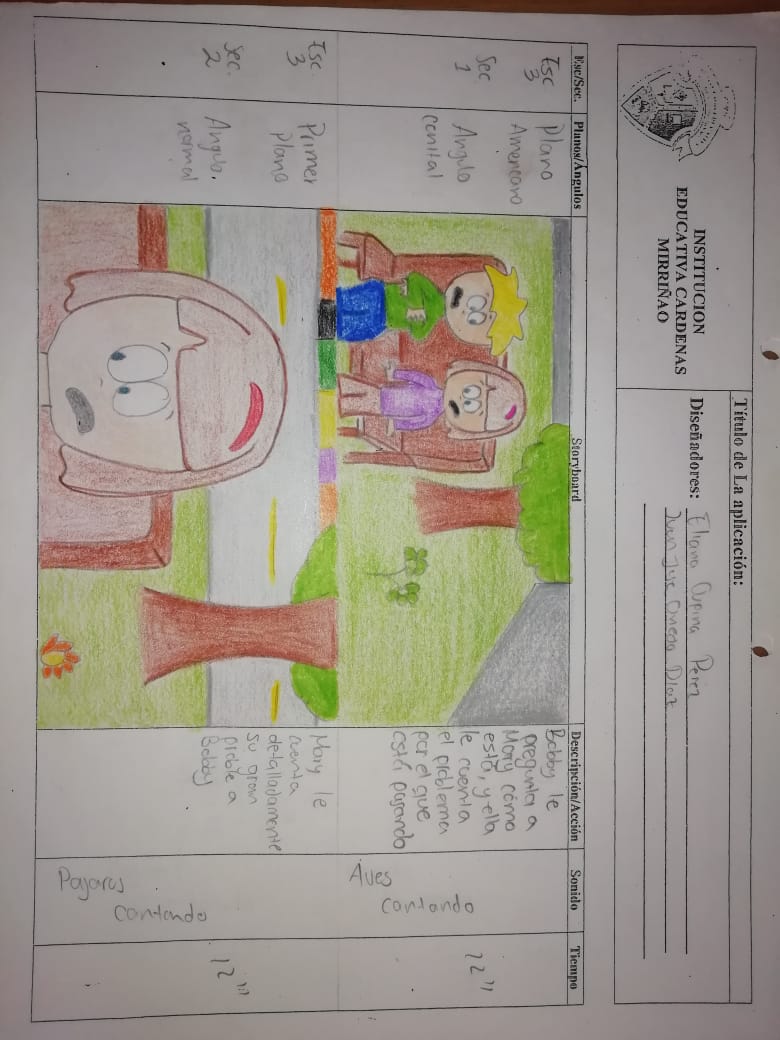 INSTITUCION
EDUCATIVA CARDENAS
MIRRIÑAO
Título de La aplicación:
Diseñadores: Eliana Ospina Perez
Juan Jose Oviedo Díaz
Esc/Sec.
Planos/Ángulos
Storyboard
Descripción/Acción
Sonido
Tiempo
Esc
3
Sec
1
Plano
Americano
Angulo
cenital
Bobby le
pregunta a
Mary cómo
está, y ella
le cuenta
el problema
por el que
está pasando
Aves
cantando
12"
Esc.
3
Sec.
2
Primer
Plano
Angulo.
normal
Mary le
cuenta
detalladamente
su gran
proble a
Bobby
Pajaros
cantando
12"